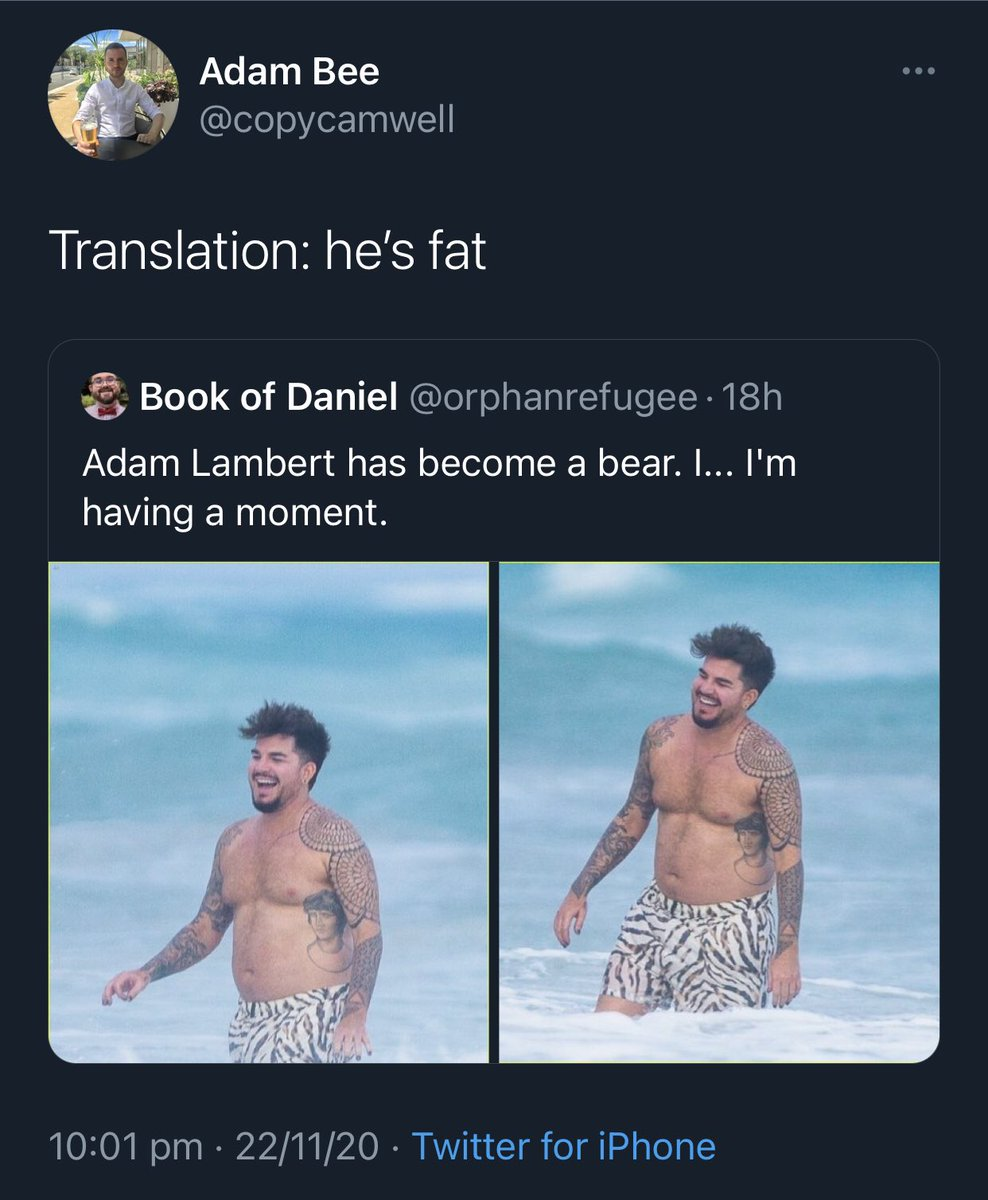 Adam Bee
@copycamwell
Translation: he’s fat
Book of Daniel @orphanrefugee · 18h
Adam Lambert has become a bear. I... I'm
having a moment.
10:01 pm · 22/11/20 · Twitter for iPhone